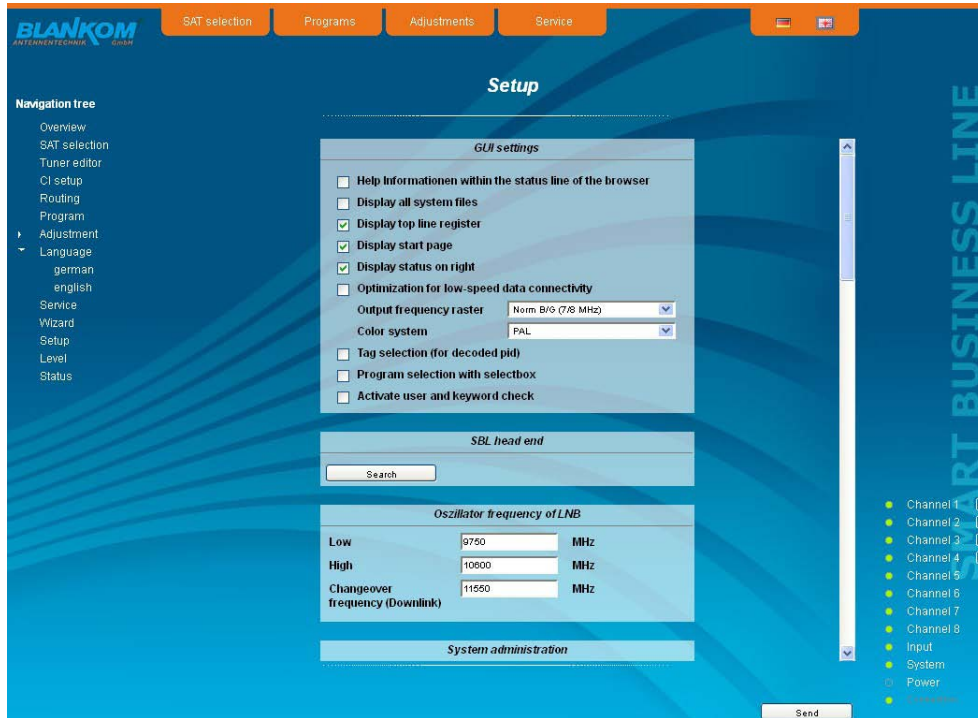 BLANKOM
ANTENNENTECHNIK GmbH
SAT selection
Programs
Adjustments
Service
Setup
Navigation tree
Overview
SAT selection
Tuner editor
CI setup
Routing
Program
Adjustment
Language
german
english
Service
Wizard
Setup
Level
Status
GUI settings
Help Informationen within the status line of the browser
Display all system files
Display top line register
Display start page
Display status on right
Optimization for low-speed data connectivity
Output frequency raster Norm B/G (7/8 MHz)
Color system PAL
Tag selection (for decoded pid)
Program selection with selectbox
Activate user and keyword check
SBL head end
Search
Oszillator frequency of LNB
Low 9750 MHz
High 10600 MHz
Changeover frequency (Downlink) 11550 MHz
System administration
Send
SMART BUSINESS LINE
Channel 1
Channel 2
Channel 3
Channel 4
Channel 5
Channel 6
Channel 7
Channel 8
Input
System
Power